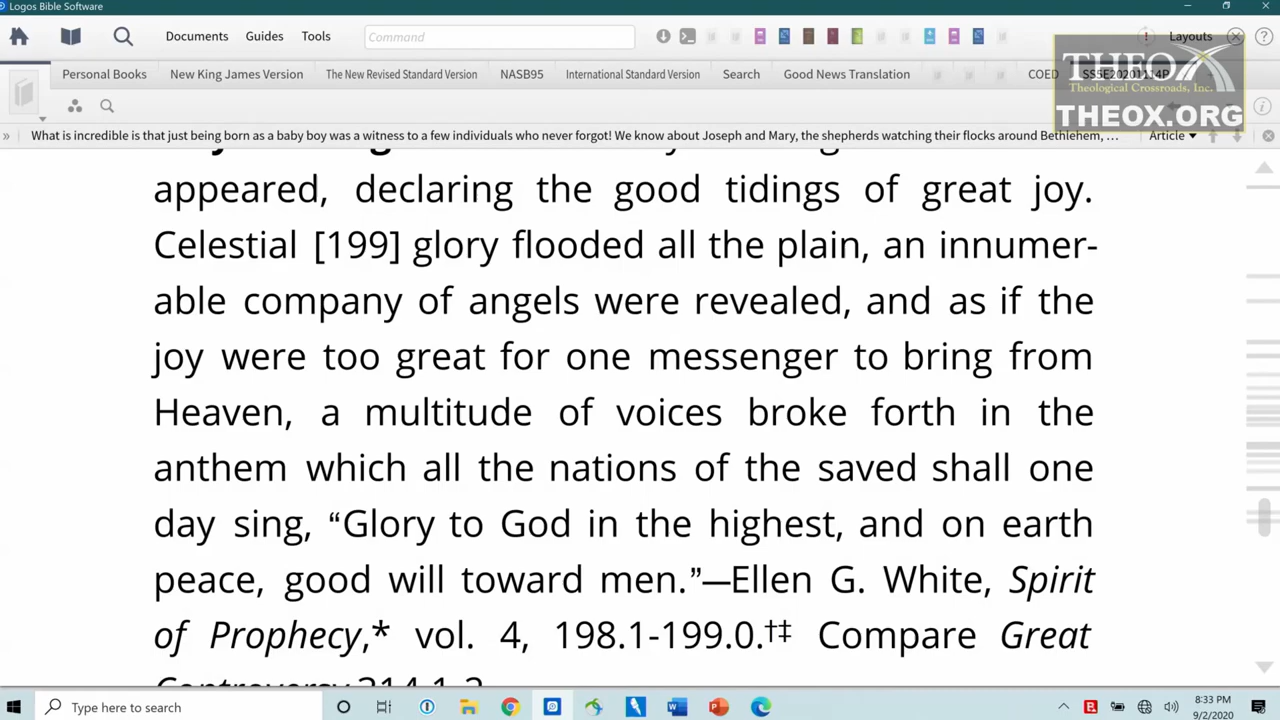 Logos Bible Software
Documents Guides Tools Command Layouts
Personal Books New King James Version The New Revised Standard Version NASB95 International Standard Version Search Good News Translation COED SSSE20201114P
THEOX
Theological Crossroads, Inc.
THEOX.ORG
» What is incredible is that just being born as a baby boy was a witness to a few individuals who never forgot! We know about Joseph and Mary, the shepherds watching their flocks around Bethlehem, ... Article
appeared, declaring the good tidings of great joy.
Celestial [199] glory flooded all the plain, an innumer-
able company of angels were revealed, and as if the
joy were too great for one messenger to bring from
Heaven, a multitude of voices broke forth in the
anthem which all the nations of the saved shall one
day sing, “Glory to God in the highest, and on earth
peace, good will toward men.”—Ellen G. White, Spirit
of Prophecy,* vol. 4, 198.1-199.0.†‡ Compare Great
Controversy 314.1-2
Type here to search
8:33 PM
9/2/2020